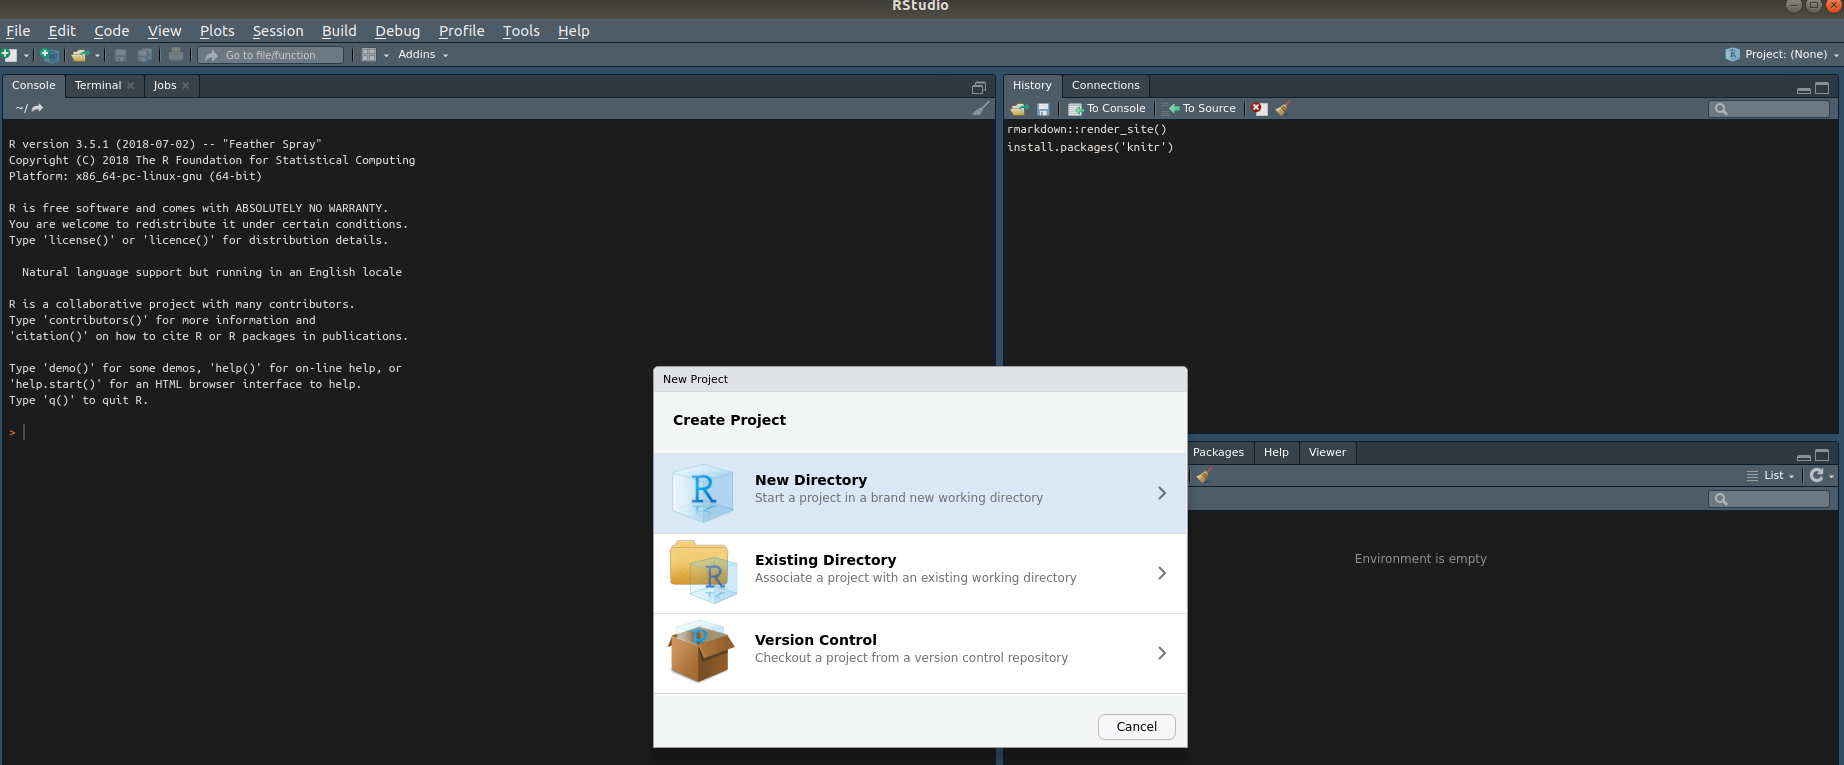 RStudio
File Edit Code View Plots Session Build Debug Profile Tools Help
Go to file/function Addins Project: (None)
Console Terminal Jobs
~/
R version 3.5.1 (2018-07-02) -- "Feather Spray"
Copyright (C) 2018 The R Foundation for Statistical Computing
Platform: x86_64-pc-linux-gnu (64-bit)
R is free software and comes with ABSOLUTELY NO WARRANTY.
You are welcome to redistribute it under certain conditions.
Type 'license()' or 'licence()' for distribution details.
Natural language support but running in an English locale
R is a collaborative project with many contributors.
Type 'contributors()' for more information and
'citation()' on how to cite R or R packages in publications.
Type 'demo()' for some demos, 'help()' for on-line help, or
'help.start()' for an HTML browser interface to help.
Type 'q()' to quit R.
>
History Connections
To Console To Source
rmarkdown::render_site()
install.packages('knitr')
Packages Help Viewer
List
Environment is empty
New Project
Create Project
R
New Directory
Start a project in a brand new working directory
R
Existing Directory
Associate a project with an existing working directory
R
Version Control
Checkout a project from a version control repository
Cancel